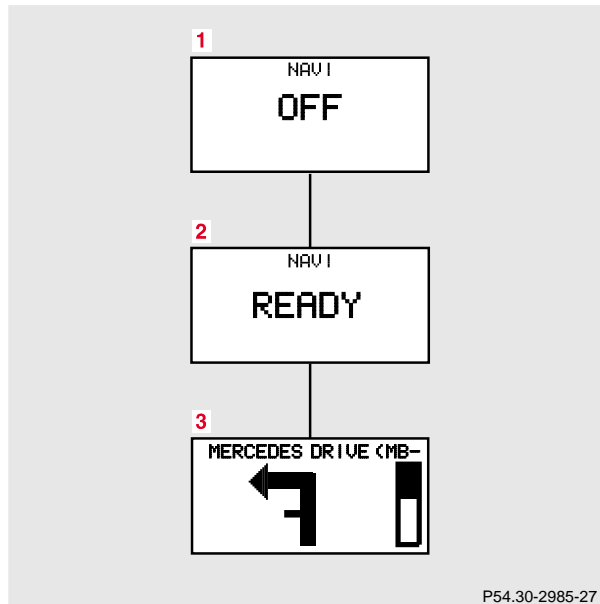 1
NAVI
OFF
2
NAVI
READY
3
MERCEDES DRIVE (MB-
P54.30-2985-27